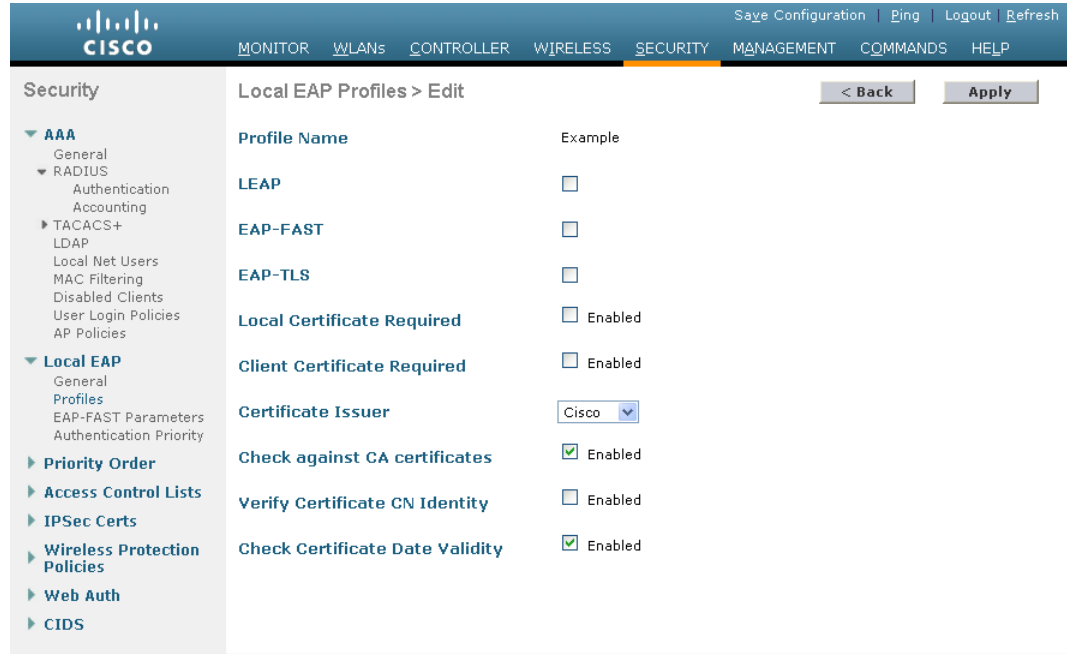 Save Configuration | Ping | Logout | Refresh
CISCO
MONITOR WLANs CONTROLLER WIRELESS SECURITY MANAGEMENT COMMANDS HELP
Security
AAA
General
RADIUS
Authentication
Accounting
TACACS+
LDAP
Local Net Users
MAC Filtering
Disabled Clients
User Login Policies
AP Policies
Local EAP
General
Profiles
EAP-FAST Parameters
Authentication Priority
Priority Order
Access Control Lists
IPSec Certs
Wireless Protection
Policies
Web Auth
CIDS
Local EAP Profiles > Edit
< Back Apply
Profile Name Example
LEAP
EAP-FAST
EAP-TLS
Local Certificate Required Enabled
Client Certificate Required Enabled
Certificate Issuer Cisco
Check against CA certificates Enabled
Verify Certificate CN Identity Enabled
Check Certificate Date Validity Enabled